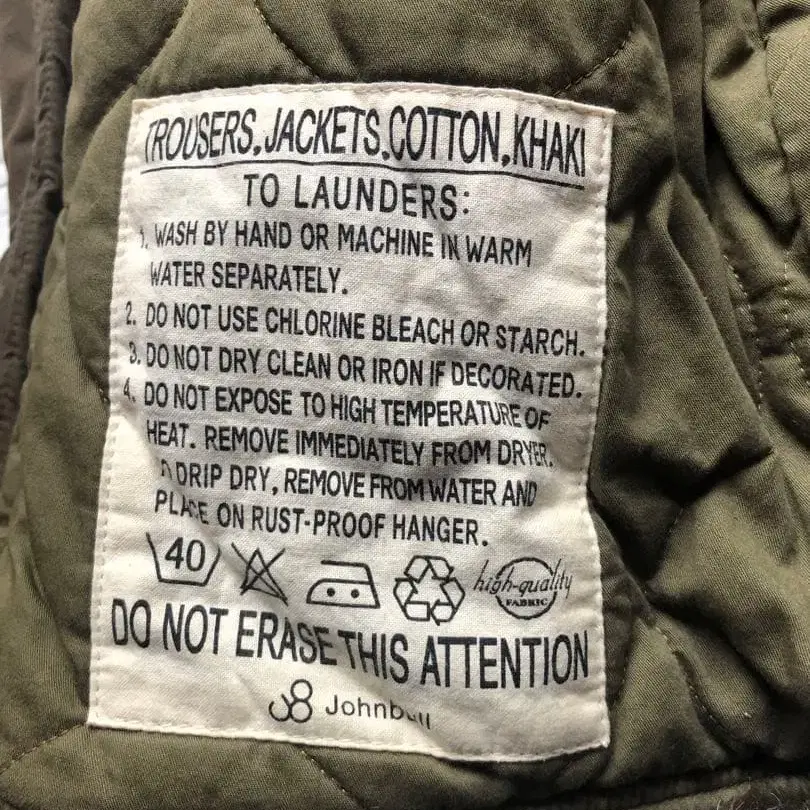 TROUSERS.JACKETS.COTTON.KHAKI
TO LAUNDERS:
1. WASH BY HAND OR MACHINE IN WARM
WATER SEPARATELY.
2. DO NOT USE CHLORINE BLEACH OR STARCH.
3. DO NOT DRY CLEAN OR IRON IF DECORATED.
4. DO NOT EXPOSE TO HIGH TEMPERATURE OF
HEAT. REMOVE IMMEDIATELY FROM DRYER.
DRIP DRY, REMOVE FROM WATER AND
PLACE ON RUST-PROOF HANGER.
40
high-quality
FABRIC
DO NOT ERASE THIS ATTENTION
Johnbull